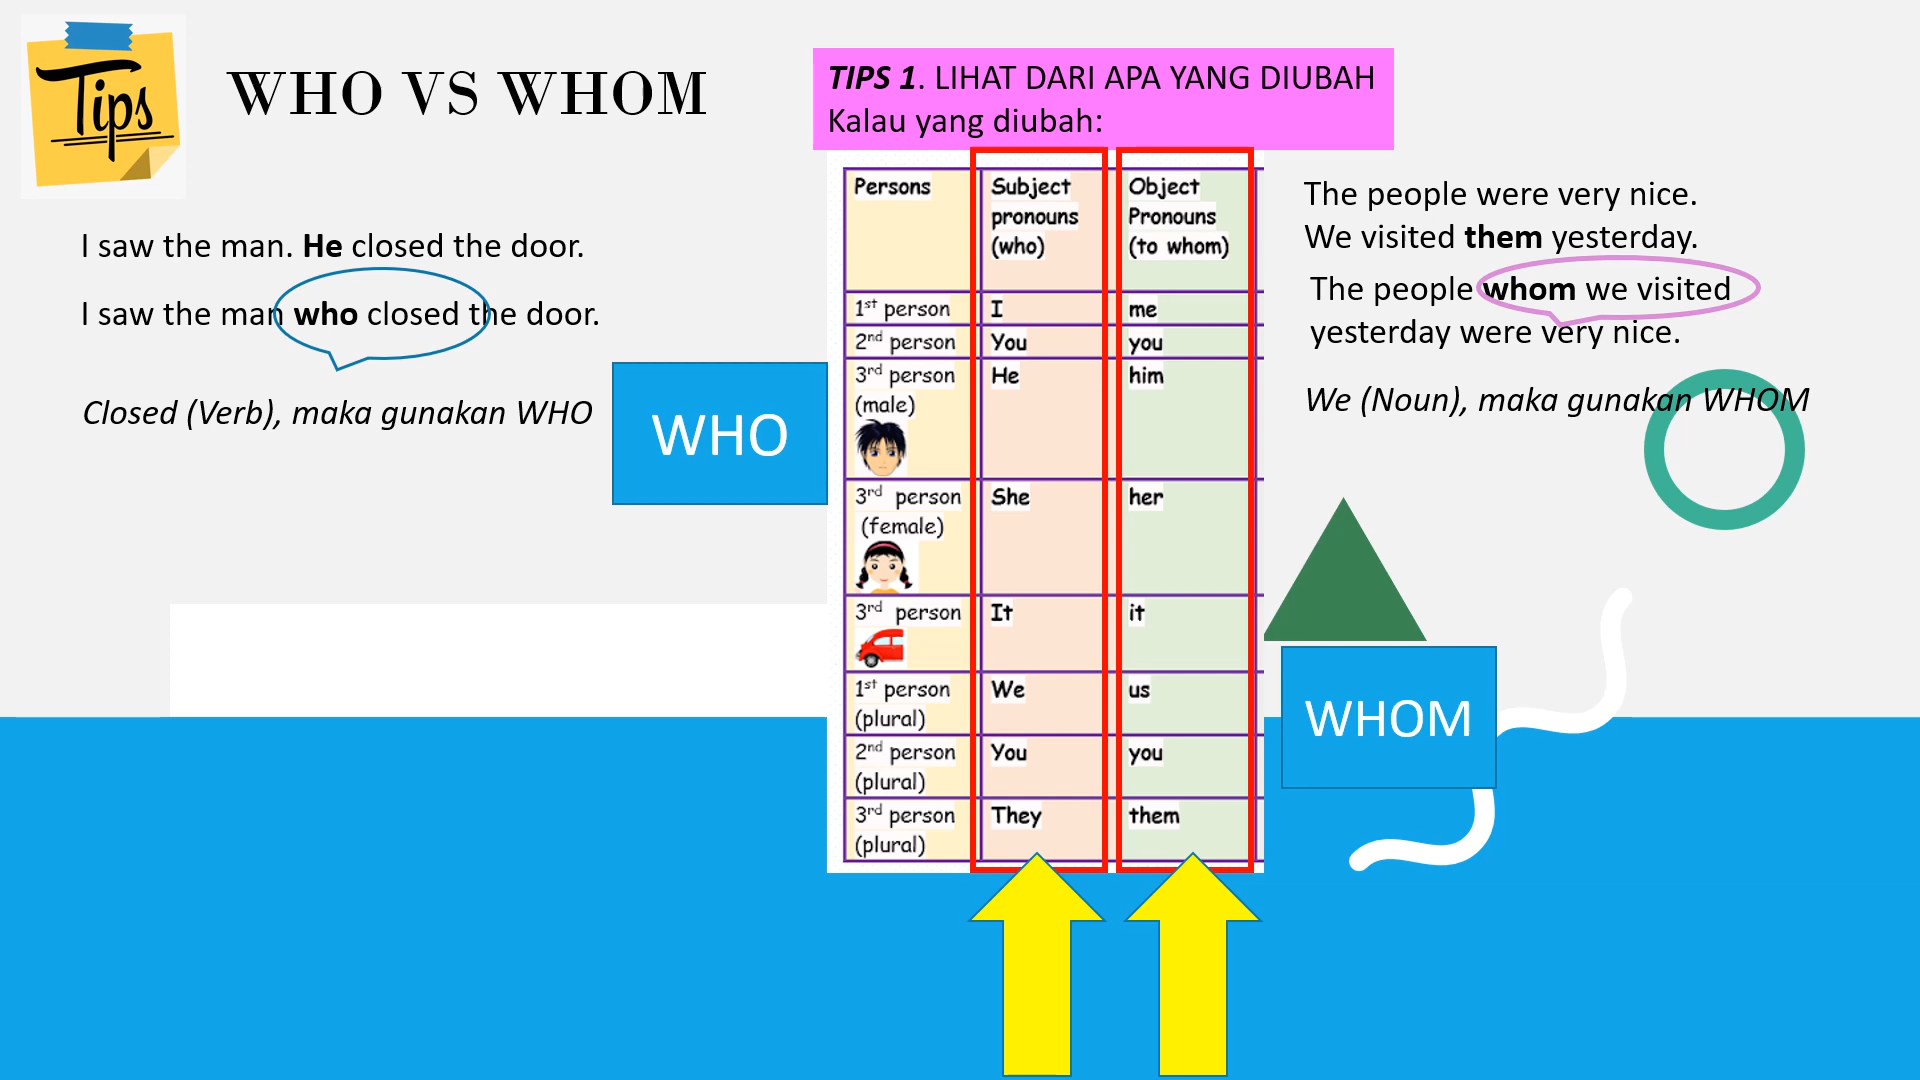 Tips
WHO VS WHOM
TIPS 1. LIHAT DARI APA YANG DIUBAH
Kalau yang diubah:
I saw the man. He closed the door.
I saw the man who closed the door.
Closed (Verb), maka gunakan WHO
WHO
Persons Subject pronouns (who) Object Pronouns (to whom)
1st person I me
2nd person You you
3rd person (male) He him
3rd person (female) She her
3rd person It it
1st person (plural) We us
2nd person (plural) You you
3rd person (plural) They them
The people were very nice.
We visited them yesterday.
The people whom we visited
yesterday were very nice.
We (Noun), maka gunakan WHOM
WHOM